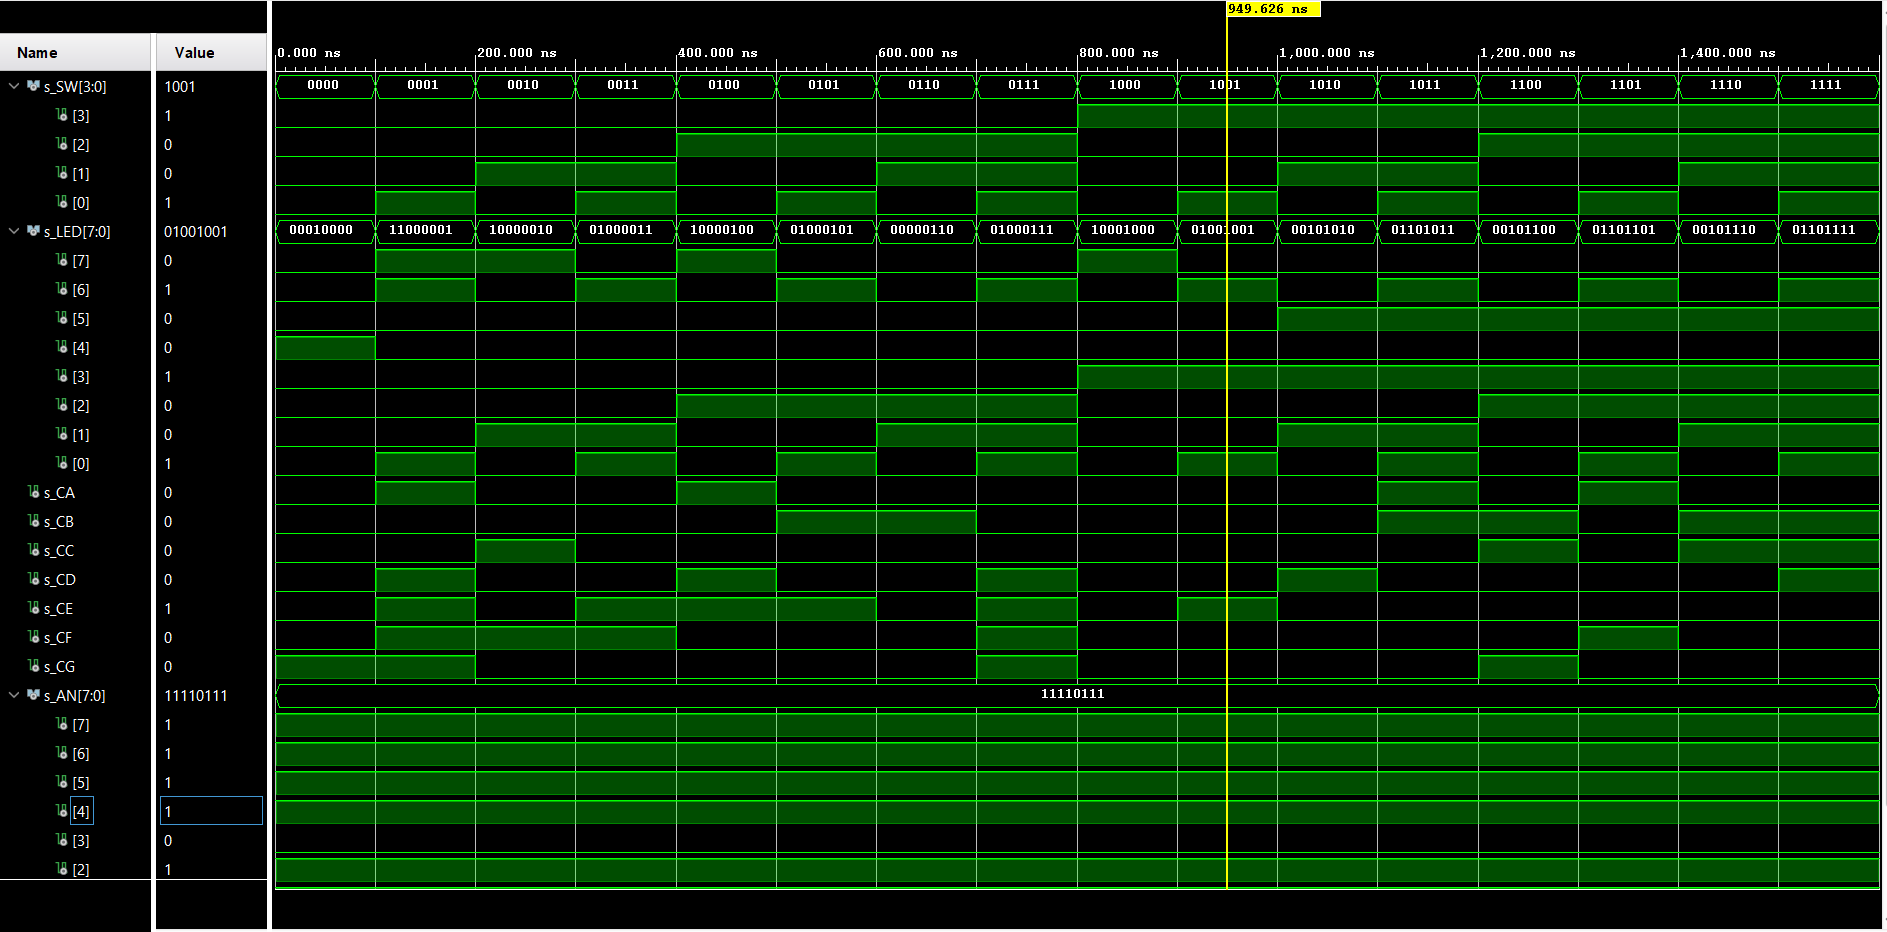 949.626 ns
Name Value
0.000 ns 200.000 ns 400.000 ns 600.000 ns 800.000 ns 1,000.000 ns 1,200.000 ns 1,400.000 ns
s_SW[3:0] 1001 0000 0001 0010 0011 0100 0101 0110 0111 1000 1001 1010 1011 1100 1101 1110 1111
[3] 1
[2] 0
[1] 0
[0] 1
s_LED[7:0] 01001001 00010000 11000001 10000010 01000011 10000100 01000101 00000110 01000111 10001000 01001001 00101010 01101011 00101100 01101101 00101110 01101111
[7] 0
[6] 1
[5] 0
[4] 0
[3] 1
[2] 0
[1] 0
[0] 1
s_CA 0
s_CB 0
s_CC 0
s_CD 0
s_CE 1
s_CF 0
s_CG 0
s_AN[7:0] 11110111 11110111
[7] 1
[6] 1
[5] 1
[4] 1
[3] 0
[2] 1